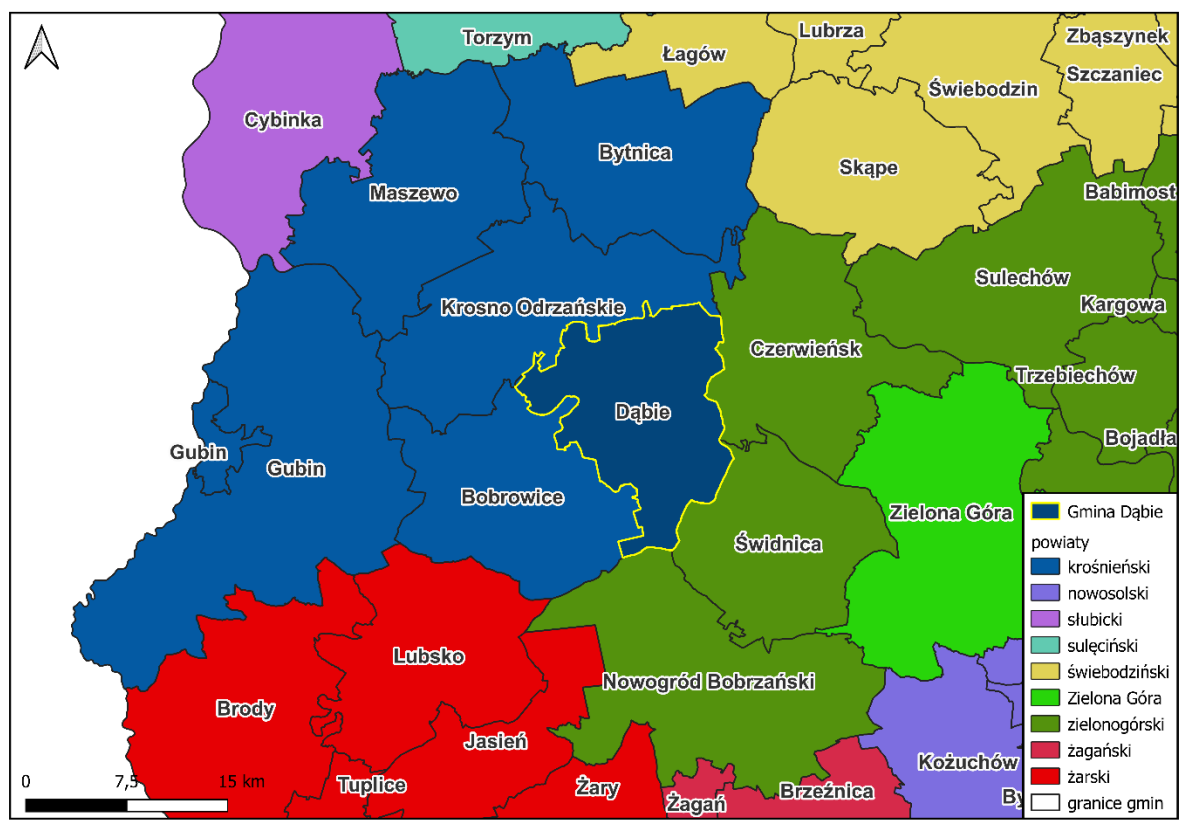 Torzym
Łagów
Lubrza
Zbąszynek
Szczaniec
Świebodzin
Cybinka
Bytnica
Skąpe
Maszewo
Babimost
Sulechów
Krosno Odrzańskie
Kargowa
Czerwieńsk
Trzebiechów
Dąbie
Bojadła
Gubin
Gubin
Bobrowice
Zielona Góra
Świdnica
Lubsko
Nowogród Bobrzański
Brody
Jasień
Kożuchów
Tuplice
Żary
Żagań
Brzeźnica
By
0
7,5
15 km
Gmina Dąbie
powiaty
krośnieński
nowosolski
słubicki
sulęciński
świebodziński
Zielona Góra
zielonogórski
żagański
żarski
granice gmin